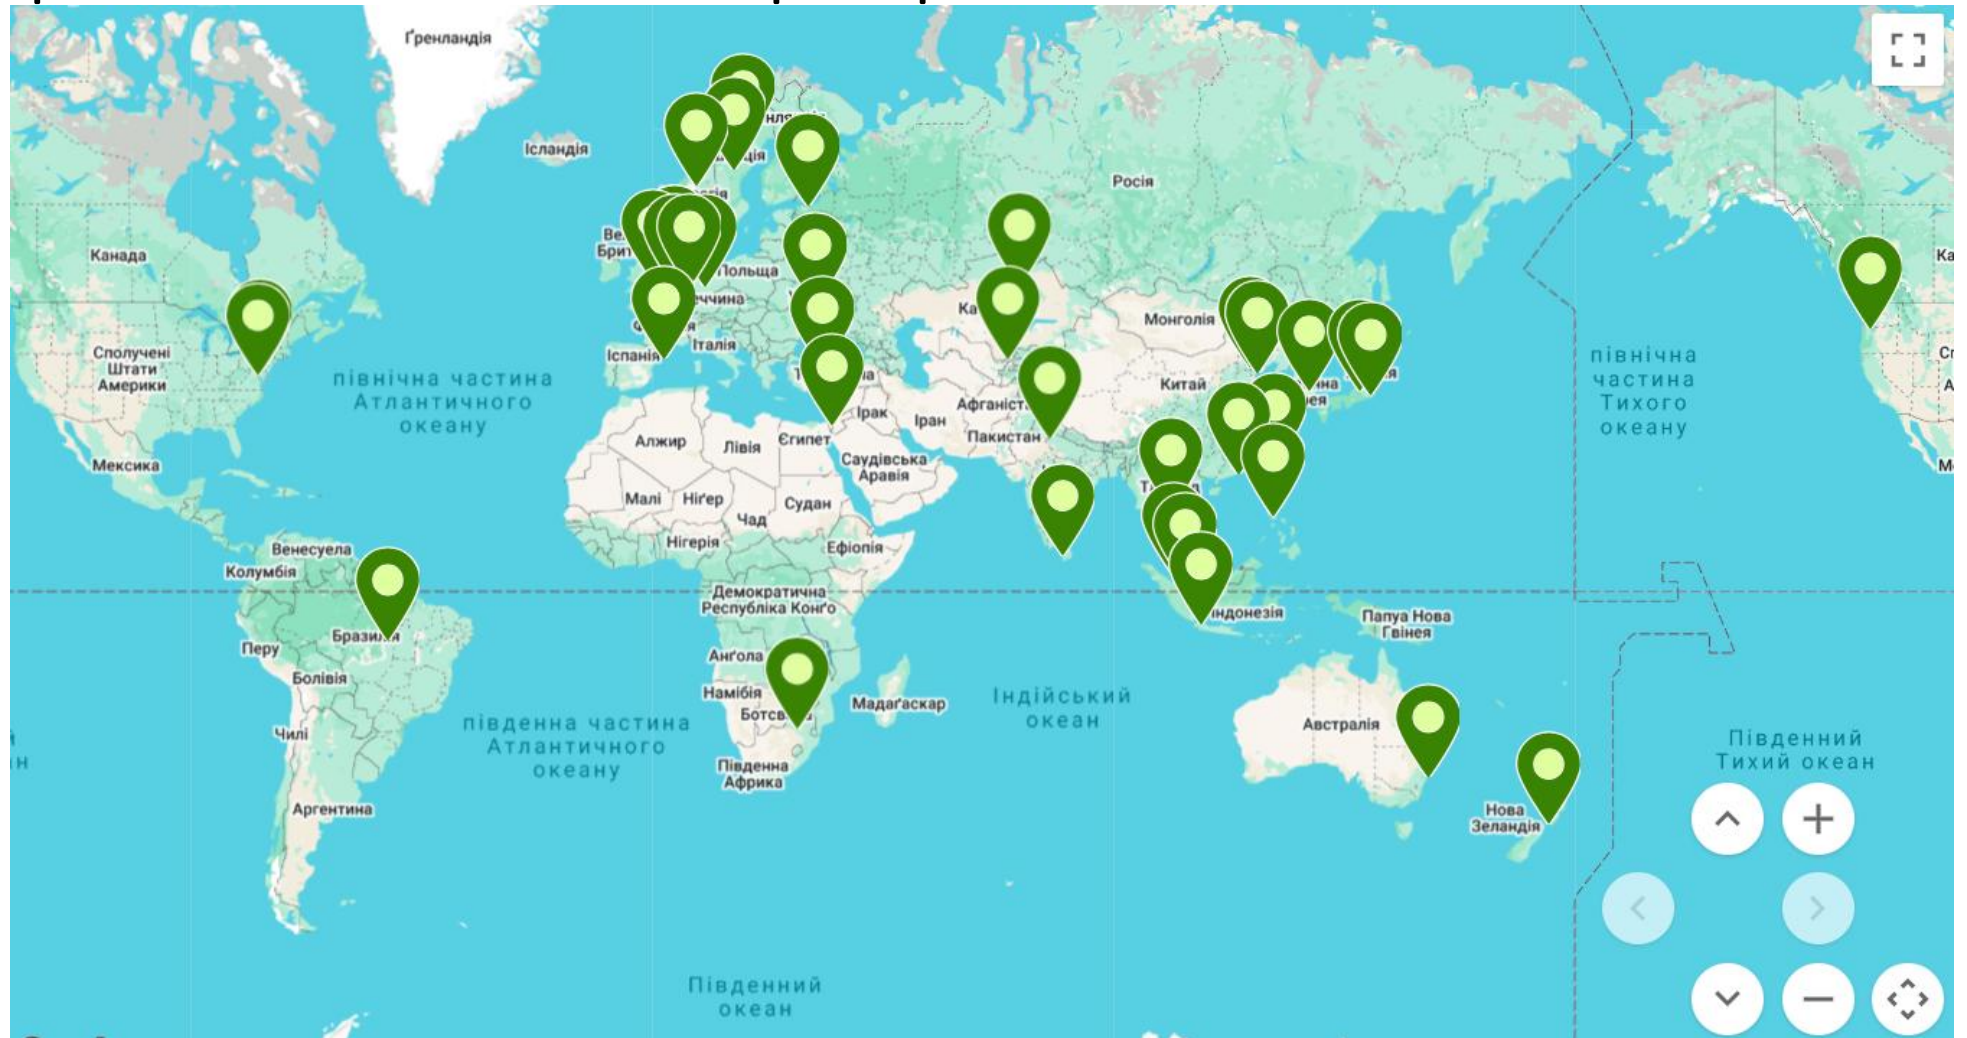 Ґренландія
Ісландія
Росія
Канада
Польща
Монголія
Італія
Іспанія
Сполучені
Штати
Америки
північна частина
Атлантичного
океану
північна
частина
Тихого
океану
Китай
Ірак
Іран
Пакистан
Алжир
Лівія
Єгипет
Саудівська
Аравія
Мексика
Малі
Нігер
Судан
Чад
Нігерія
Ефіопія
Венесуела
Колумбія
Демократична
Республіка Конґо
Індонезія
Папуа Нова
Гвінея
Перу
Анґола
Болівія
Намібія
Мадаґаскар
Індійський
океан
Австралія
Чилі
південна частина
Атлантичного
океану
Південна
Африка
Південний
Тихий океан
Аргентина
Нова
Зеландія
Південний
океан